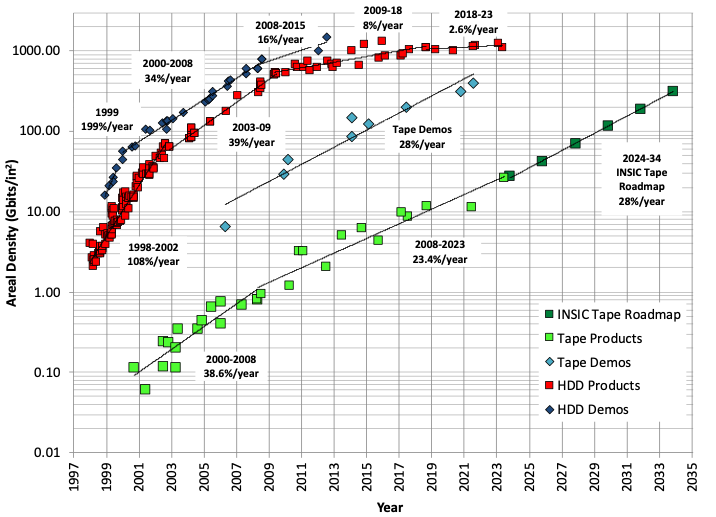 2009-18
8%/year
2018-23
2.6%/year
2008-2015
16%/year
2000-2008
34%/year
1999
199%/year
2003-09
39%/year
Tape Demos
28%/year
2024-34
INSIC Tape
Roadmap
28%/year
1998-2002
108%/year
2008-2023
23.4%/year
2000-2008
38.6%/year
INSIC Tape Roadmap
Tape Products
Tape Demos
HDD Products
HDD Demos
Areal Density (Gbits/in²)
1000.00
100.00
10.00
1.00
0.10
0.01
1997
1999
2001
2003
2005
2007
2009
2011
2013
2015
2017
2019
2021
2023
2025
2027
2029
2031
2033
2035
Year